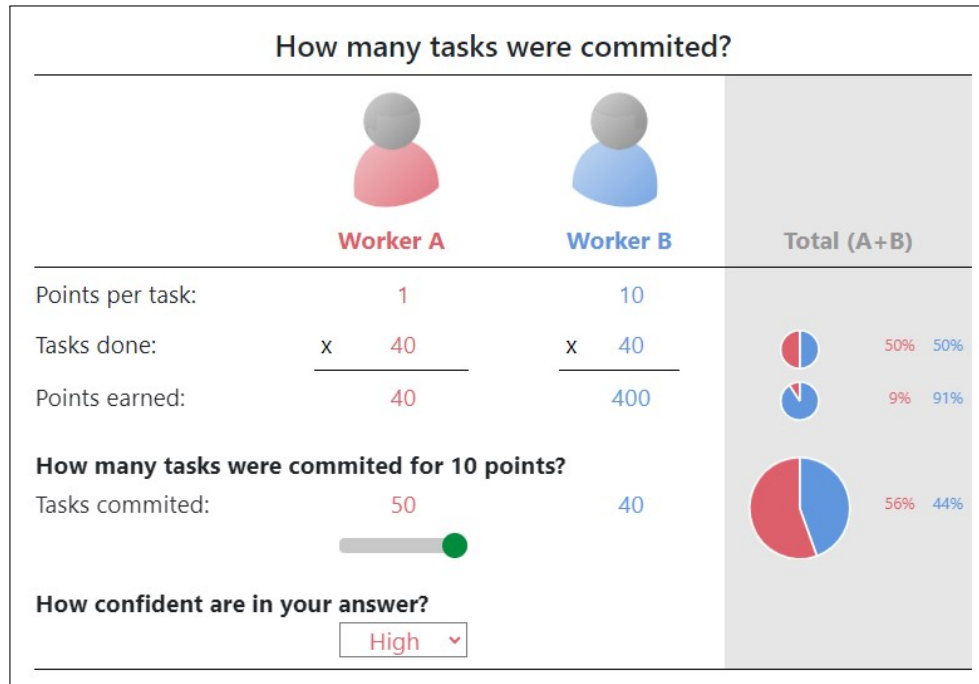 How many tasks were commited?
Worker A Worker B Total (A+B)
Points per task: 1 10
Tasks done: x 40 x 40 50% 50%
Points earned: 40 400 9% 91%
How many tasks were commited for 10 points?
Tasks commited: 50 40 56% 44%
How confident are in your answer?
High